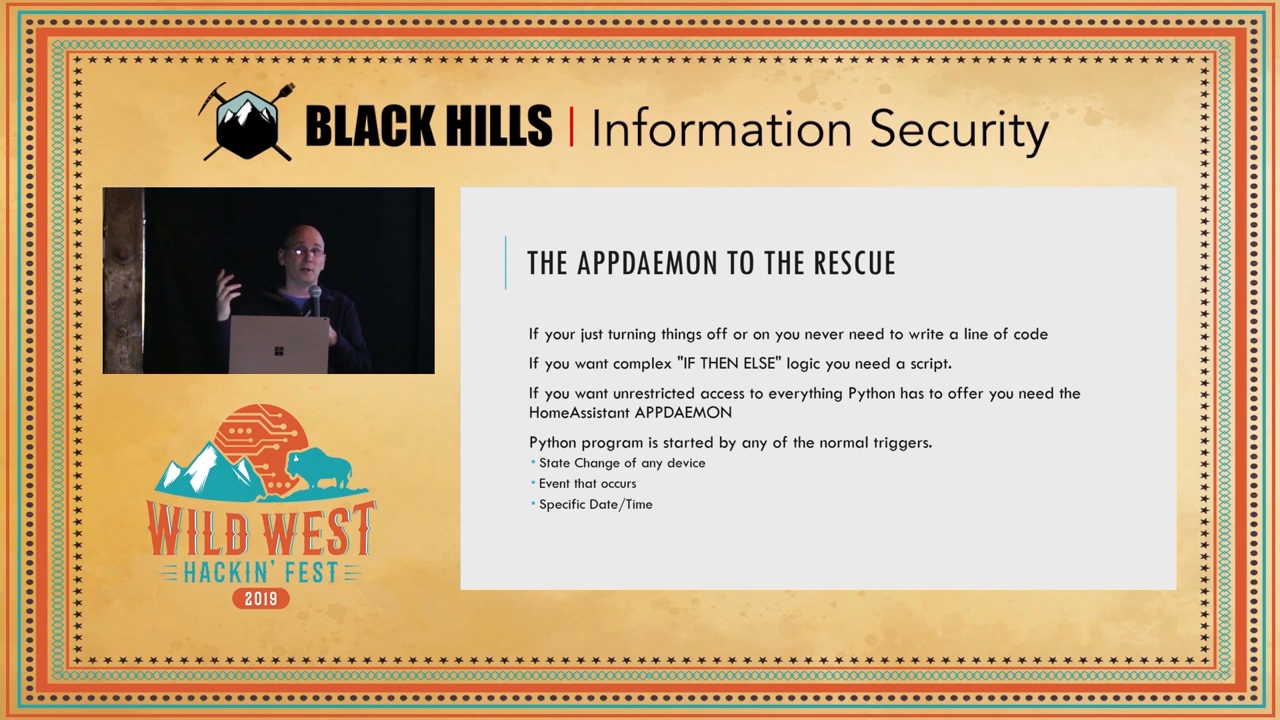 BLACK HILLS | Information Security
THE APPDAEMON TO THE RESCUE
If your just turning things off or on you never need to write a line of code
If you want complex "IF THEN ELSE" logic you need a script.
If you want unrestricted access to everything Python has to offer you need the
HomeAssistant APPDAEMON
Python program is started by any of the normal triggers.
State Change of any device
Event that occurs
Specific Date/Time
WILD WEST
HACKIN' FEST
2019